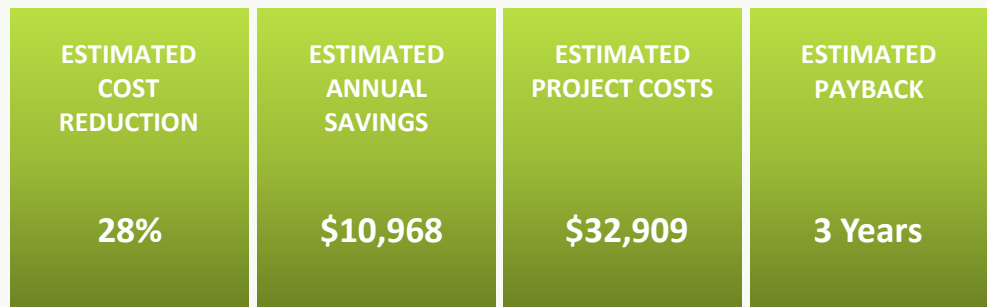 ESTIMATED
COST
REDUCTION
28%
ESTIMATED
ANNUAL
SAVINGS
$10,968
ESTIMATED
PROJECT COSTS
$32,909
ESTIMATED
PAYBACK
3 Years